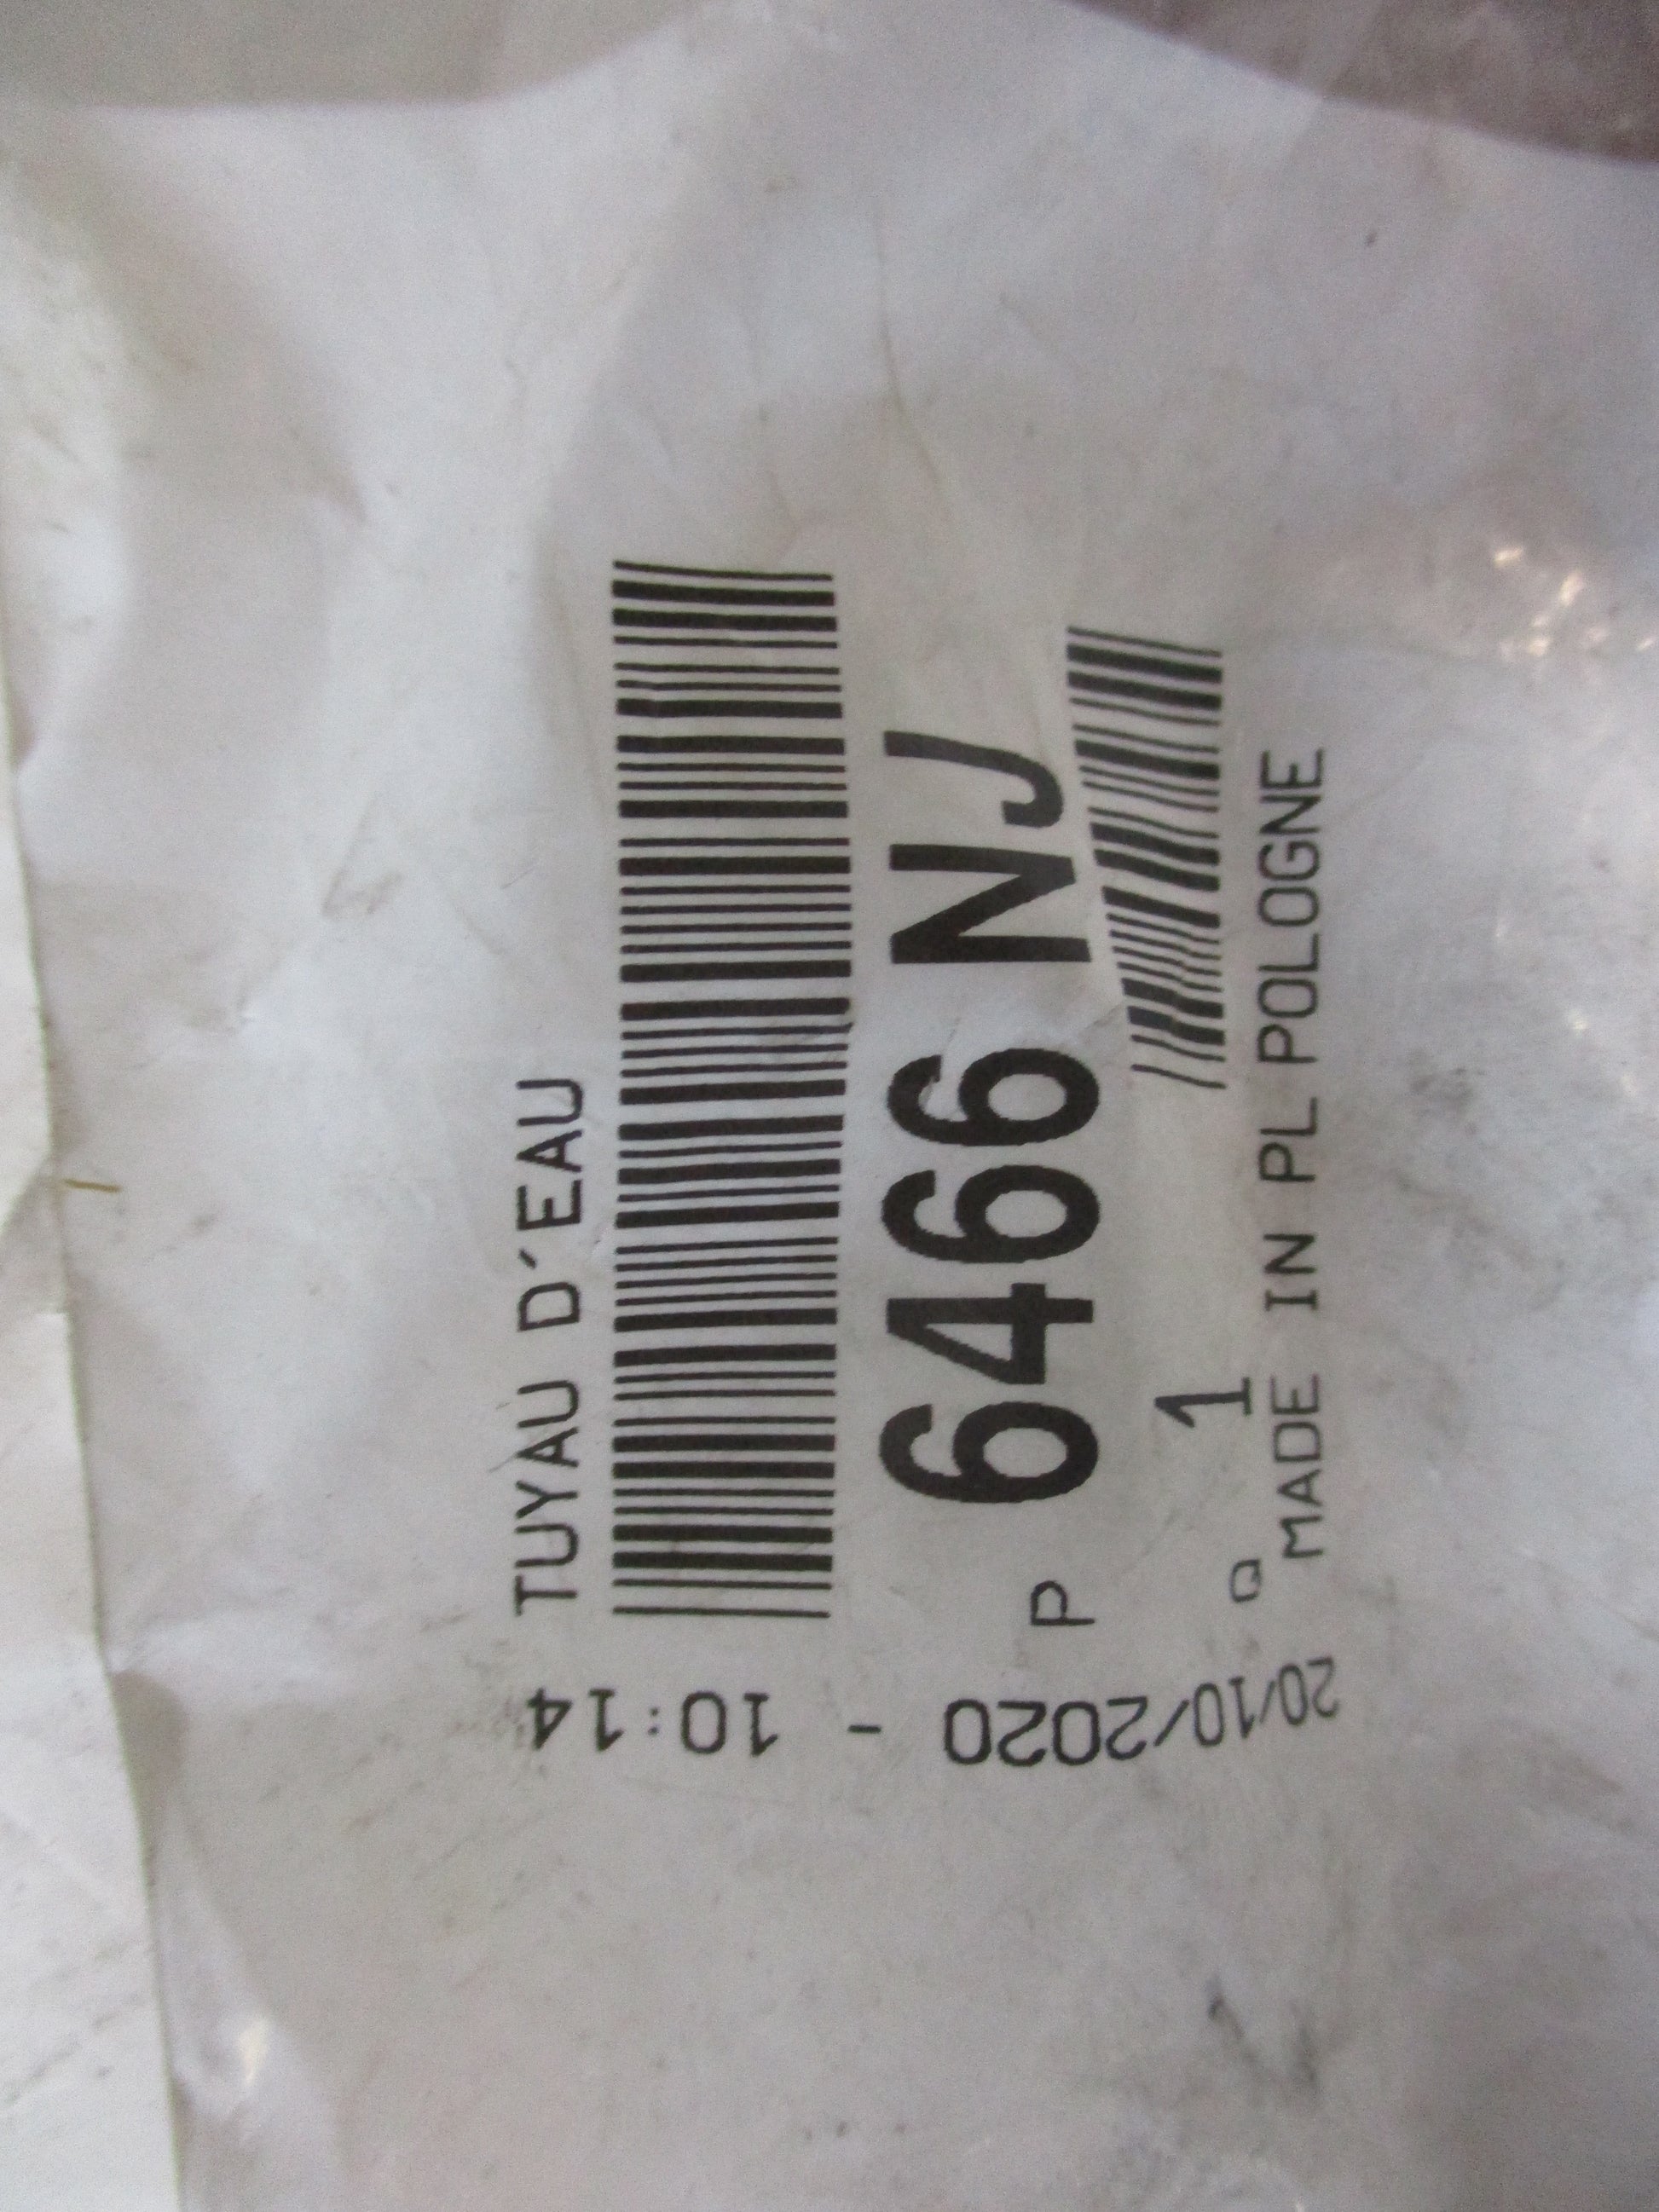 TUYAU D'EAU
P 6466 NJ
Q 1
MADE IN PL POLOGNE
20/10/2020 - 10:14